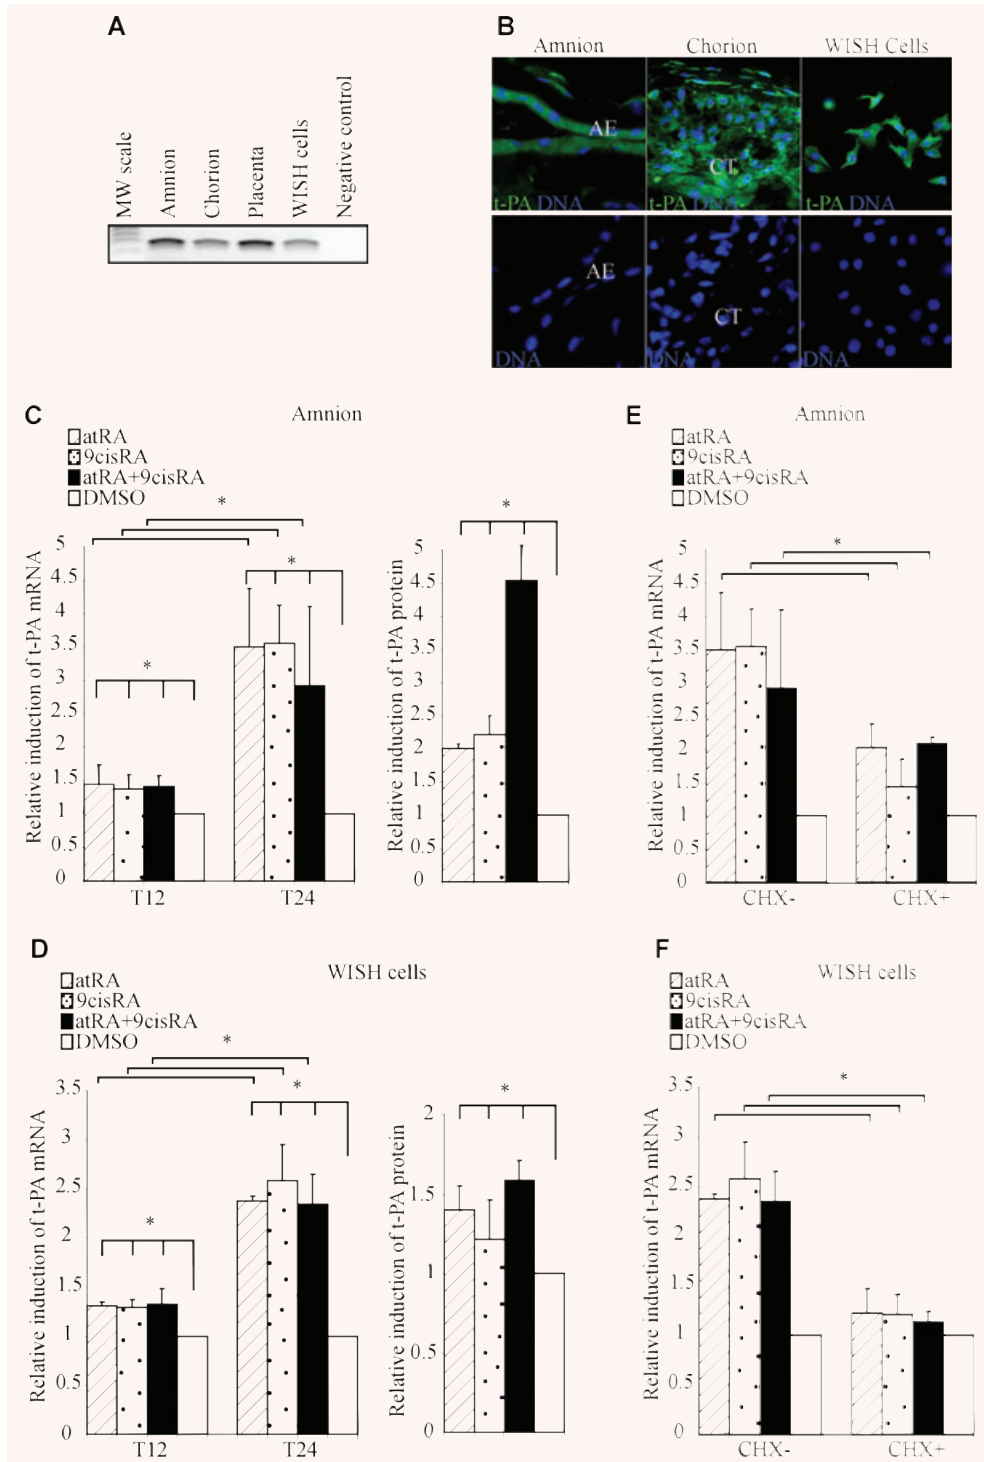 A
MW scale
Amnion
Chorion
Placenta
WISH cells
Negative control
B
Amnion Chorion WISH Cells
AE
CT
t-PA DNA t-PA DNA t-PA DNA
AE
CT
DNA DNA DNA
C
Amnion
atRA
9cisRA
atRA+9cisRA
DMSO
*
*
*
Relative induction of t-PA mRNA
5
4.5
4
3.5
3
2.5
2
1.5
1
0.5
0
T12 T24
*
Relative induction of t-PA protein
5
4.5
4
3.5
3
2.5
2
1.5
1
0.5
0
E
Amnion
atRA
9cisRA
atRA+9cisRA
DMSO
*
Relative induction of t-PA mRNA
5
4.5
4
3.5
3
2.5
2
1.5
1
0.5
0
CHX- CHX+
D
WISH cells
atRA
9cisRA
atRA+9cisRA
DMSO
*
*
*
Relative induction of t-PA mRNA
3.5
3
2.5
2
1.5
1
0.5
0
T12 T24
*
Relative induction of t-PA protein
2
1.5
1
0.5
0
F
WISH cells
atRA
9cisRA
atRA+9cisRA
DMSO
*
Relative induction of t-PA mRNA
3.5
3
2.5
2
1.5
1
0.5
0
CHX- CHX+